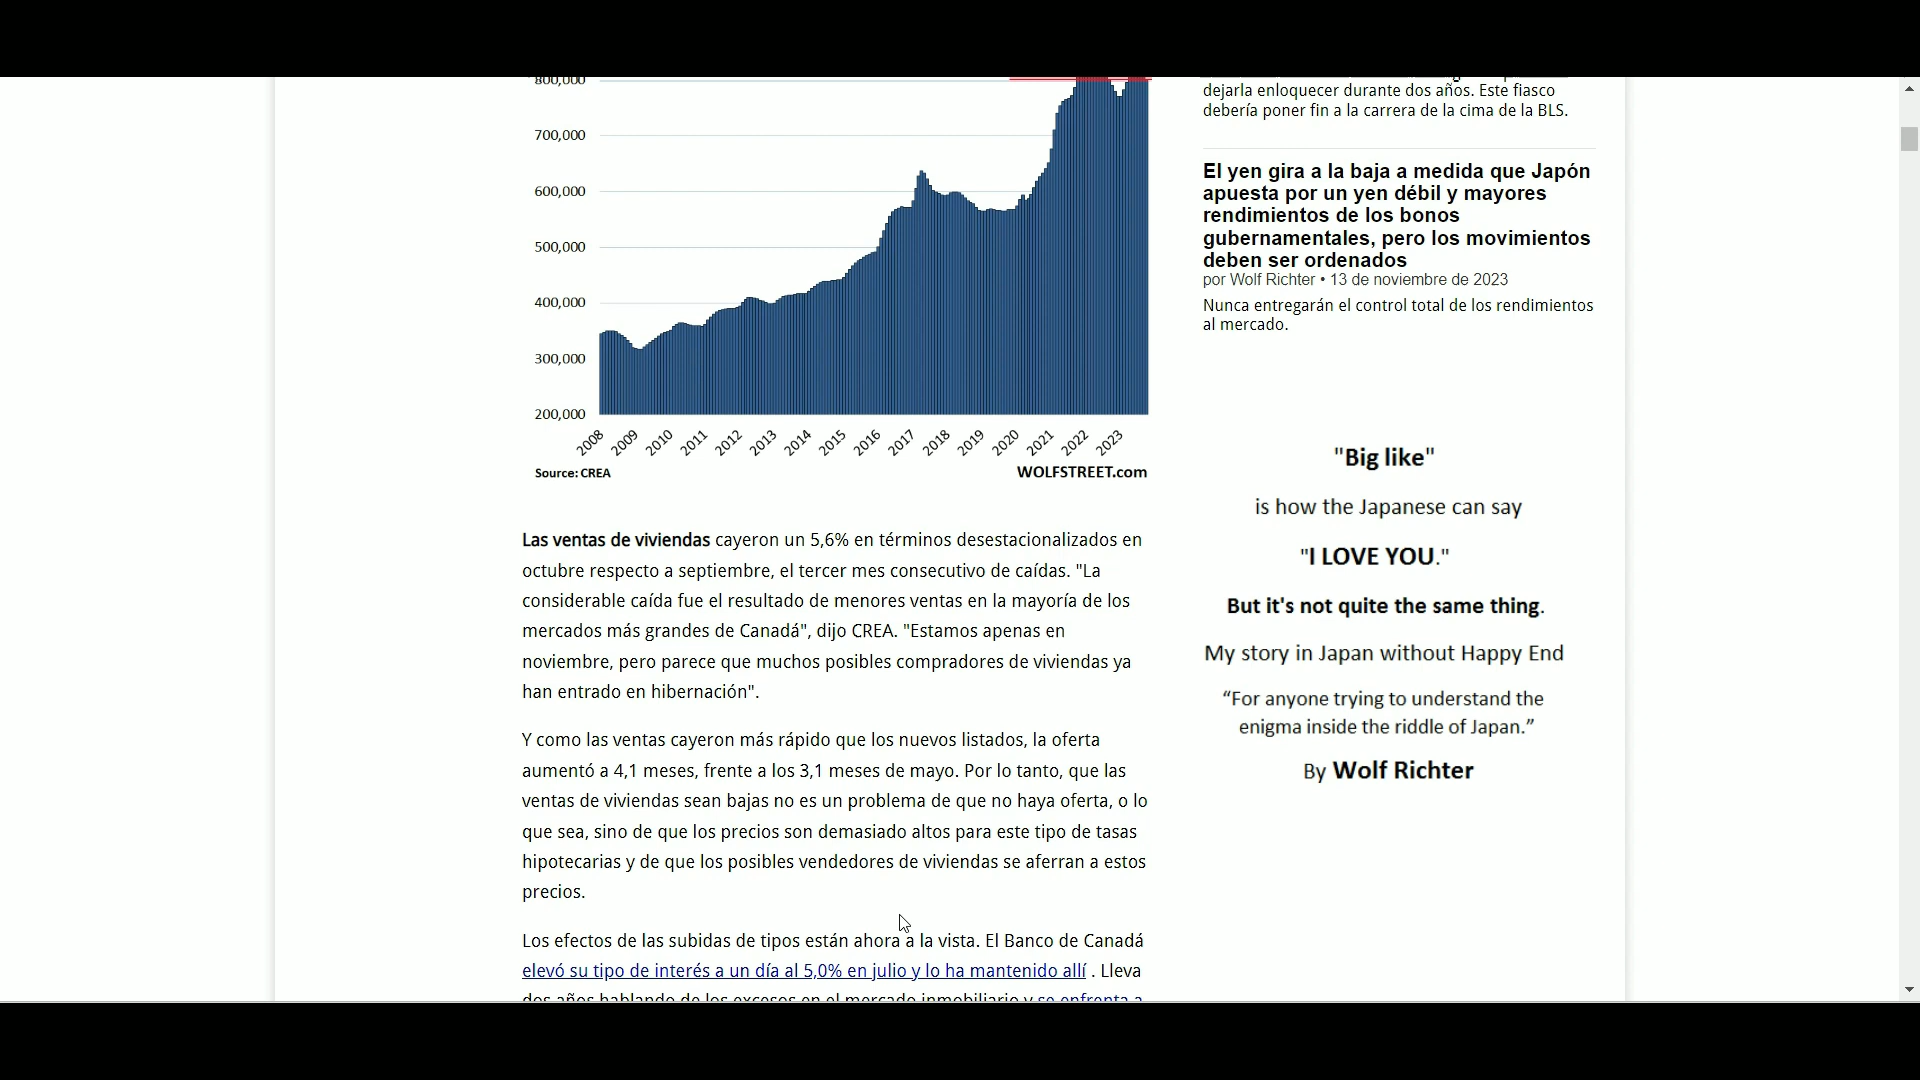 800,000
700,000
600,000
500,000
400,000
300,000
200,000
2008 2009 2010 2011 2012 2013 2014 2015 2016 2017 2018 2019 2020 2021 2022 2023
Source: CREA
WOLFSTREET.com
Las ventas de viviendas cayeron un 5,6% en términos desestacionalizados en
octubre respecto a septiembre, el tercer mes consecutivo de caídas. "La
considerable caída fue el resultado de menores ventas en la mayoría de los
mercados más grandes de Canadá", dijo CREA. "Estamos apenas en
noviembre, pero parece que muchos posibles compradores de viviendas ya
han entrado en hibernación".
Y como las ventas cayeron más rápido que los nuevos listados, la oferta
aumentó a 4,1 meses, frente a los 3,1 meses de mayo. Por lo tanto, que las
ventas de viviendas sean bajas no es un problema de que no haya oferta, o lo
que sea, sino de que los precios son demasiado altos para este tipo de tasas
hipotecarias y de que los posibles vendedores de viviendas se aferran a estos
precios.
Los efectos de las subidas de tipos están ahora a la vista. El Banco de Canadá
elevó su tipo de interés a un día al 5,0% en julio y lo ha mantenido allí . Lleva
dos años hablando de los excesos en el mercado inmobiliario y se enfrenta a
dejarla enloquecer durante dos años. Este fiasco
debería poner fin a la carrera de la cima de la BLS.
El yen gira a la baja a medida que Japón
apuesta por un yen débil y mayores
rendimientos de los bonos
gubernamentales, pero los movimientos
deben ser ordenados
por Wolf Richter • 13 de noviembre de 2023
Nunca entregarán el control total de los rendimientos
al mercado.
"Big like"
is how the Japanese can say
"I LOVE YOU."
But it's not quite the same thing.
My story in Japan without Happy End
“For anyone trying to understand the
enigma inside the riddle of Japan.”
By Wolf Richter